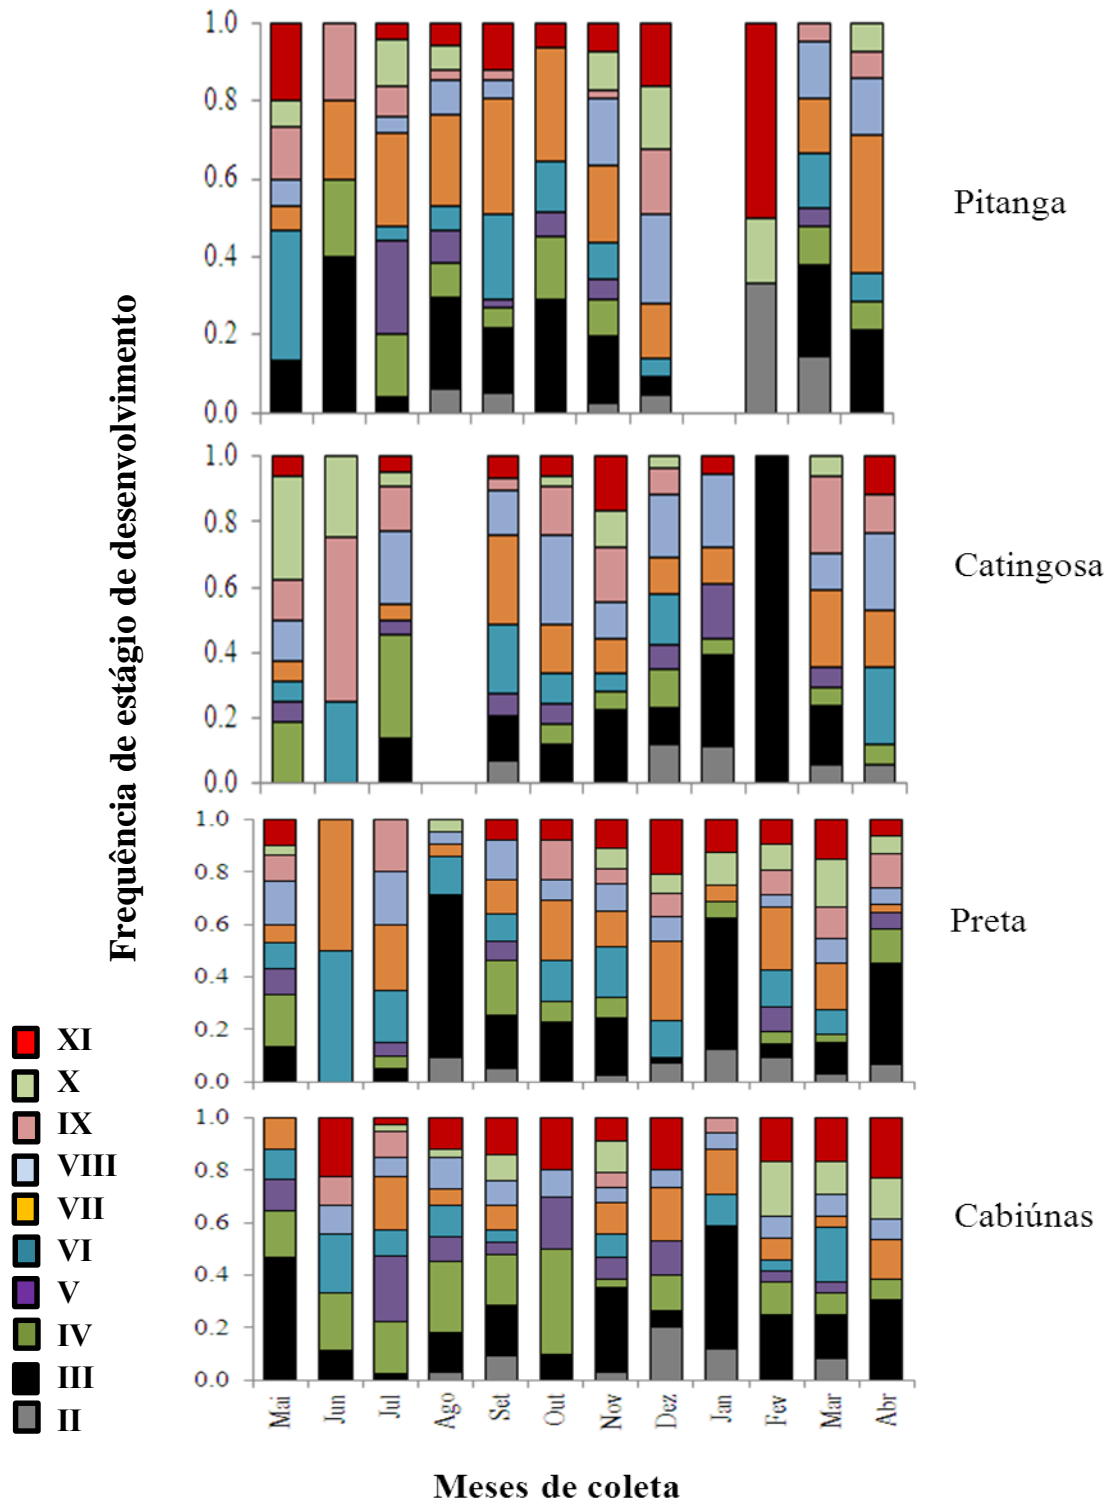 Frequência de estágio de desenvolvimento
1.0
0.8
0.6
0.4
0.2
0.0
Pitanga
1.0
0.8
0.6
0.4
0.2
0.0
Catingosa
1.0
0.8
0.6
0.4
0.2
0.0
Preta
1.0
0.8
0.6
0.4
0.2
0.0
Cabiúnas
XI
X
IX
VIII
VII
VI
V
IV
III
II
Mai Jun Jul Ago Set Out Nov Dez Jan Fev Mar Abr
Meses de coleta